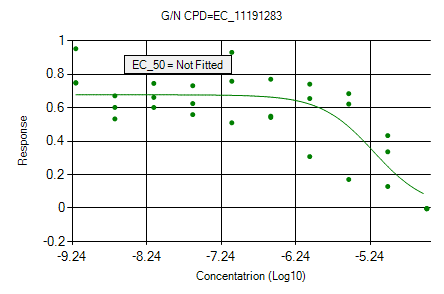 G/N CPD=EC_11191283
1
EC_50 = Not Fitted
0.8
0.6
0.4
0.2
0
-0.2
Response
-9.24 -8.24 -7.24 -6.24 -5.24
Concentatrion (Log10)